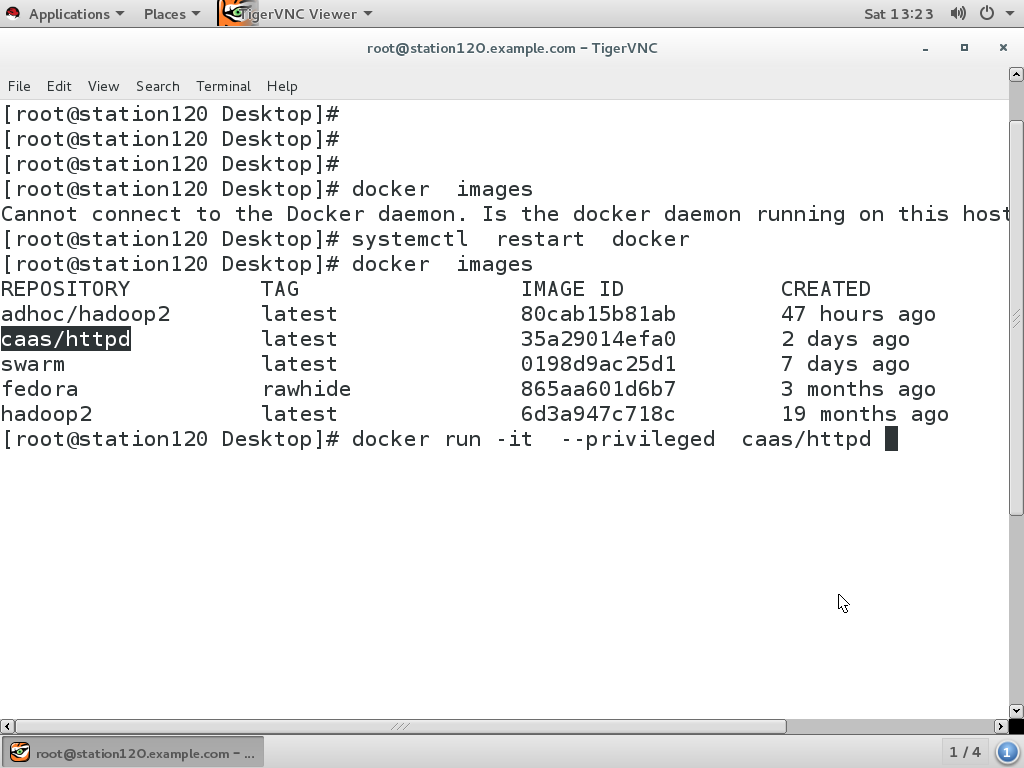 Applications Places TigerVNC Viewer Sat 13:23
root@station120.example.com – TigerVNC
File Edit View Search Terminal Help
[root@station120 Desktop]#
[root@station120 Desktop]#
[root@station120 Desktop]#
[root@station120 Desktop]# docker  images
Cannot connect to the Docker daemon. Is the docker daemon running on this host
[root@station120 Desktop]# systemctl  restart  docker
[root@station120 Desktop]# docker  images
REPOSITORY          TAG                 IMAGE ID            CREATED
adhoc/hadoop2       latest              80cab15b81ab        47 hours ago
caas/httpd          latest              35a29014efa0        2 days ago
swarm               latest              0198d9ac25d1        7 days ago
fedora              rawhide             865aa601d6b7        3 months ago
hadoop2             latest              6d3a947c718c        19 months ago
[root@station120 Desktop]# docker run -it  --privileged  caas/httpd
root@station120.example.com – ... 1 / 4 1